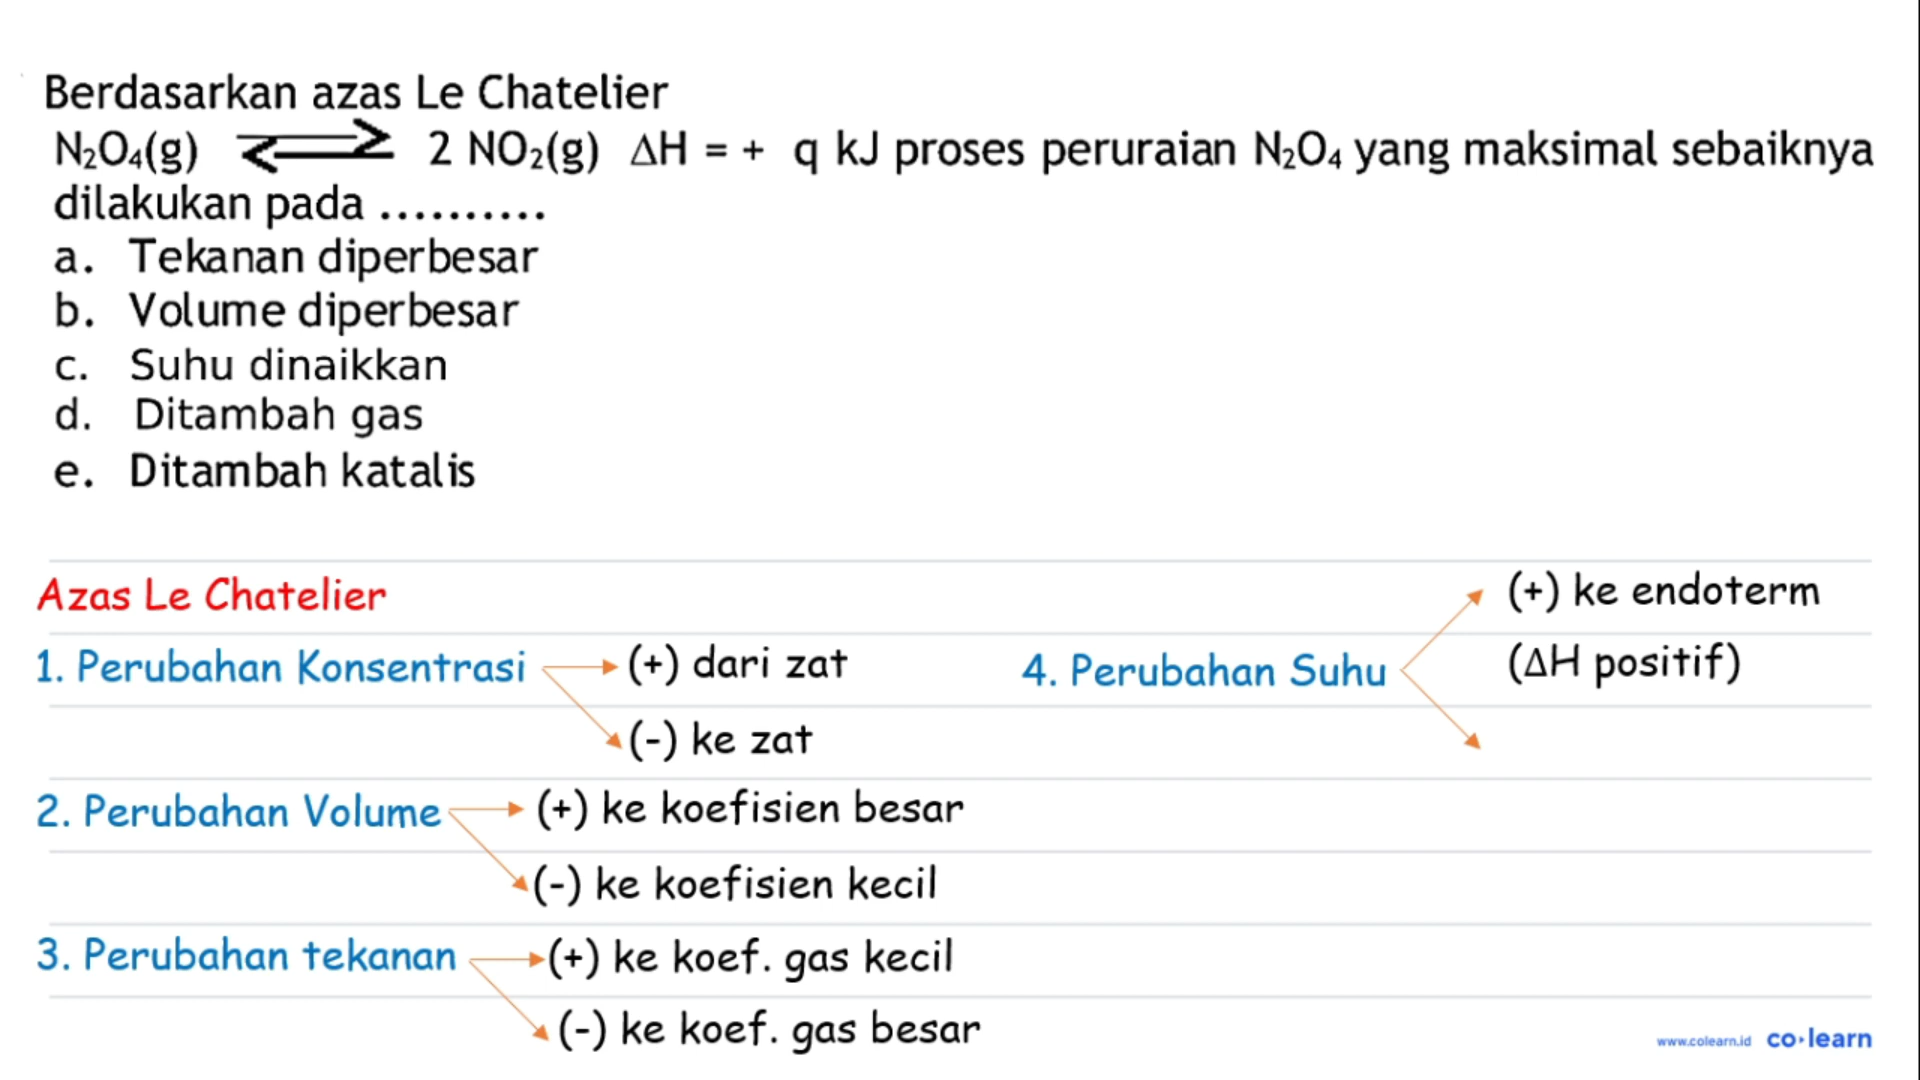 Berdasarkan azas Le Chatelier
N₂O₄(g) ⇌ 2 NO₂(g) ΔH = + q kJ proses peruraian N₂O₄ yang maksimal sebaiknya
dilakukan pada ..........
a. Tekanan diperbesar
b. Volume diperbesar
c. Suhu dinaikkan
d. Ditambah gas
e. Ditambah katalis
Azas Le Chatelier
1. Perubahan Konsentrasi
(+) dari zat
(-) ke zat
2. Perubahan Volume
(+) ke koefisien besar
(-) ke koefisien kecil
3. Perubahan tekanan
(+) ke koef. gas kecil
(-) ke koef. gas besar
4. Perubahan Suhu
(+) ke endoterm
(ΔH positif)
www.colearn.id co·learn